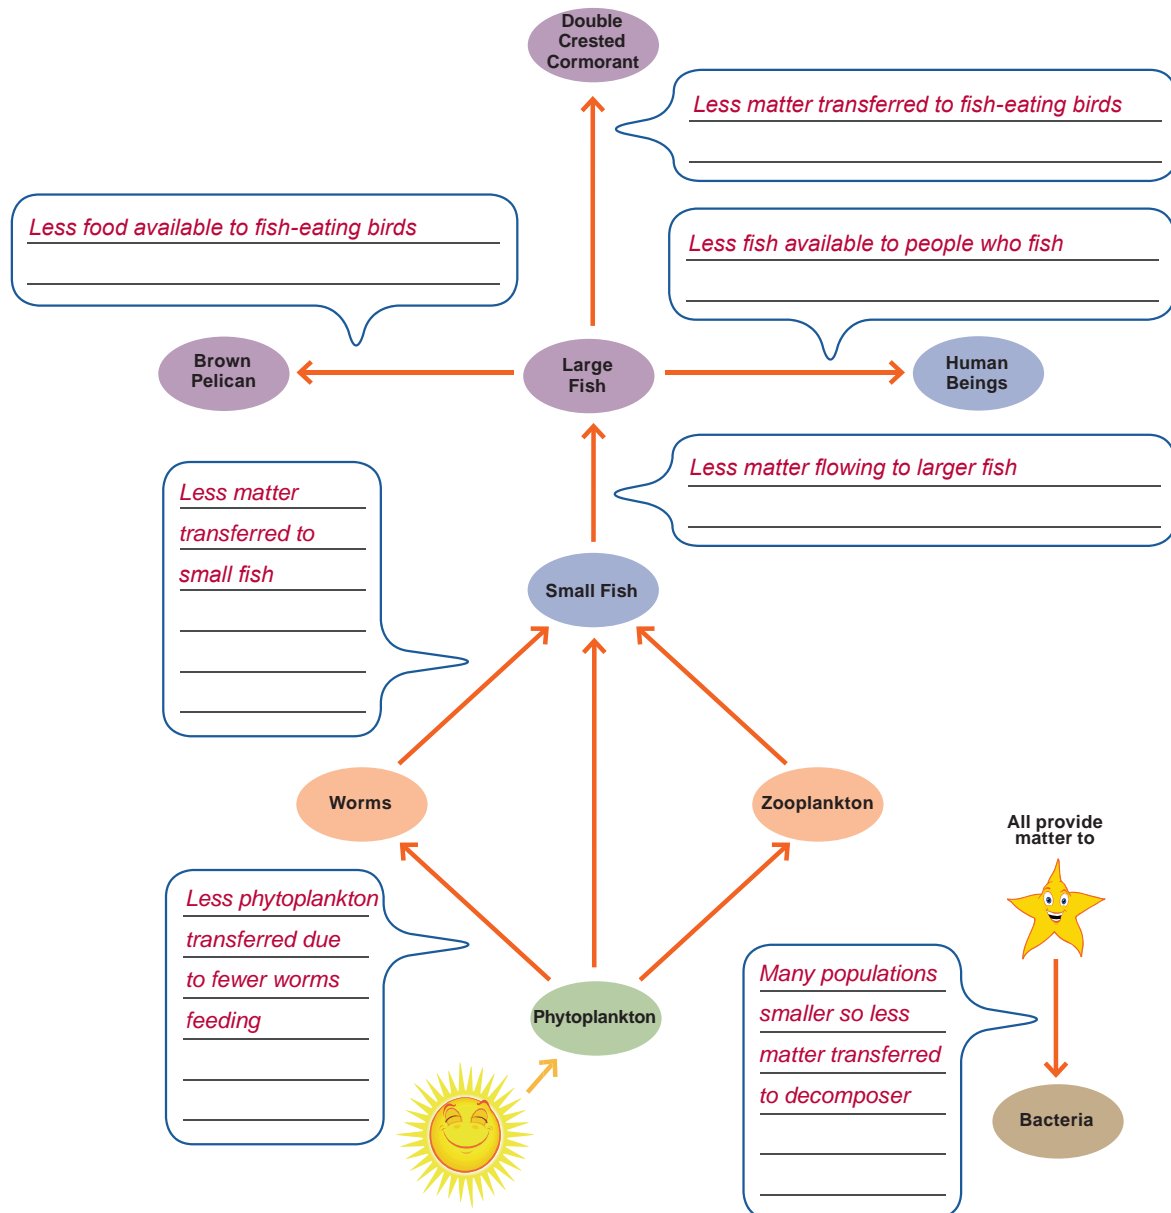 Double
Crested
Cormorant
Less matter transferred to fish-eating birds
Less food available to fish-eating birds
Less fish available to people who fish
Brown
Pelican
Large
Fish
Human
Beings
Less matter
transferred to
small fish
Less matter flowing to larger fish
Small Fish
Worms
Zooplankton
All provide
matter to
Less phytoplankton
transferred due
to fewer worms
feeding
Phytoplankton
Many populations
smaller so less
matter transferred
to decomposer
Bacteria